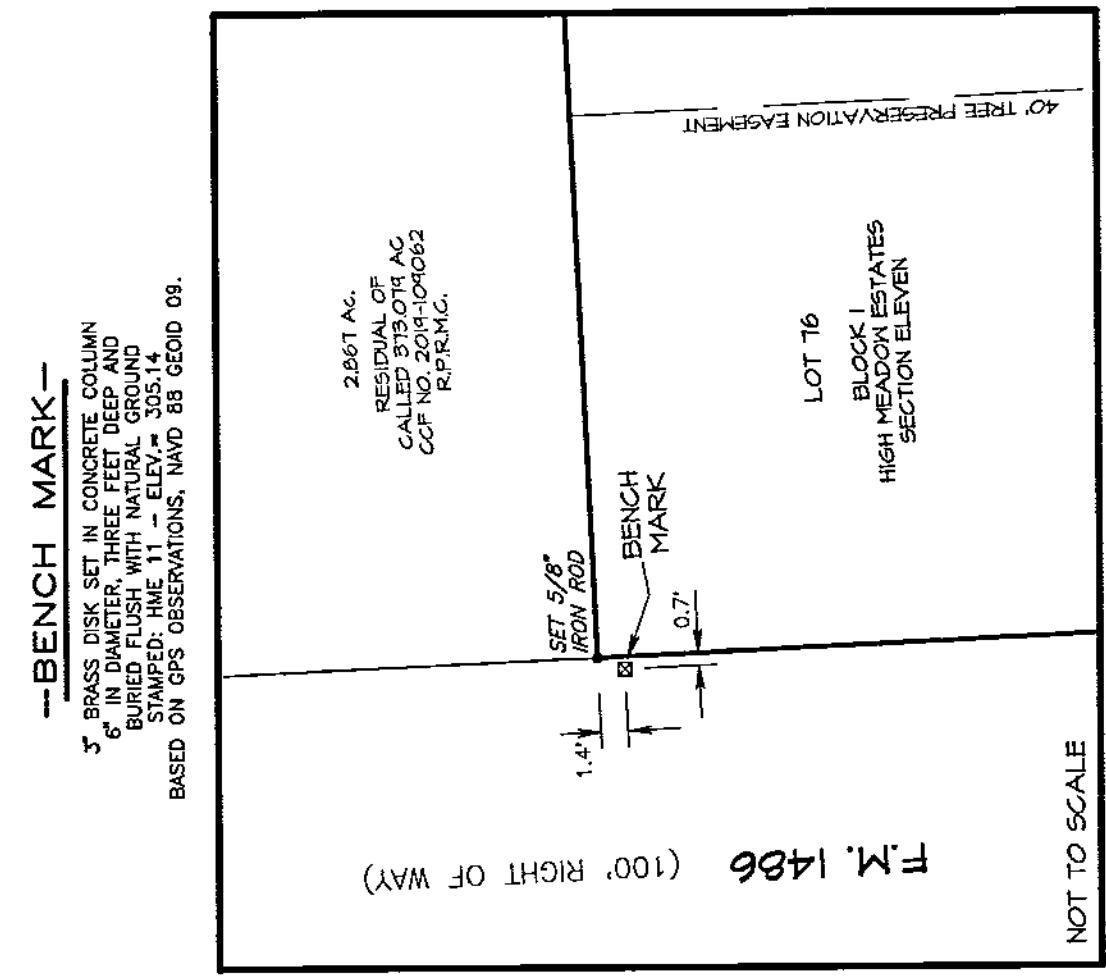 ---BENCH MARK---
3" BRASS DISK SET IN CONCRETE COLUMN
6" IN DIAMETER, THREE FEET DEEP AND
BURIED FLUSH WITH NATURAL GROUND
STAMPED: HME 11 -- ELEV.= 305.14
BASED ON GPS OBSERVATIONS, NAVD 88 GEOID 09.
2.867 AC.
RESIDUAL OF
CALLED 373.079 AC
CCF NO. 2019-109062
R.P.R.M.C.
40' TREE PRESERVATION EASEMENT
SET 5/8"
IRON ROD
BENCH
MARK
LOT 76
BLOCK 1
HIGH MEADOW ESTATES
SECTION ELEVEN
1.4'
0.7'
F.M. 1486 (100' RIGHT OF WAY)
NOT TO SCALE